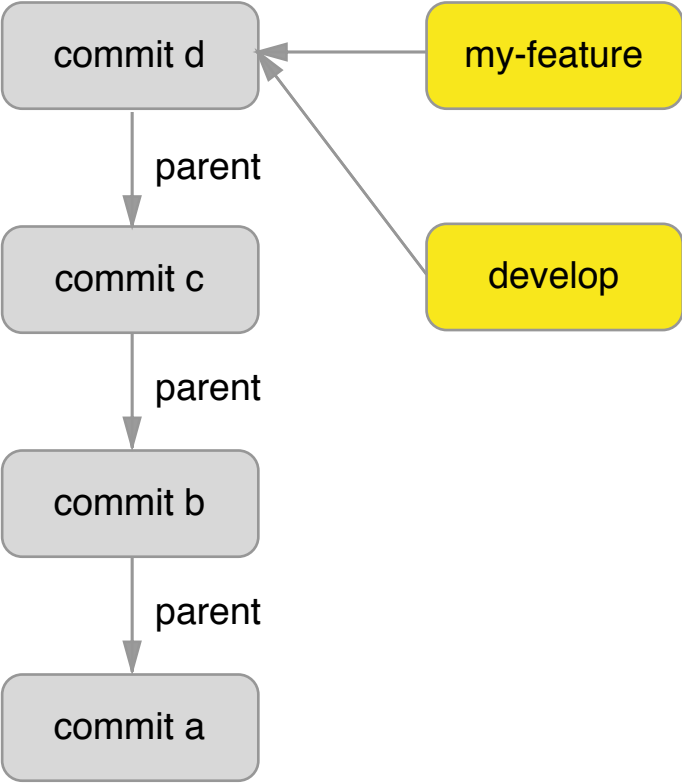 commit d
my-feature
parent
commit c
develop
parent
commit b
parent
commit a